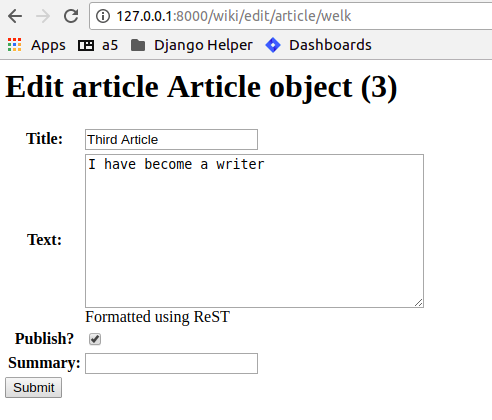 127.0.0.1:8000/wiki/edit/article/welk
Apps a5 Django Helper Dashboards
Edit article Article object (3)
Title: Third Article
I have become a writer
Text:
Formatted using ReST
Publish?
Summary:
Submit